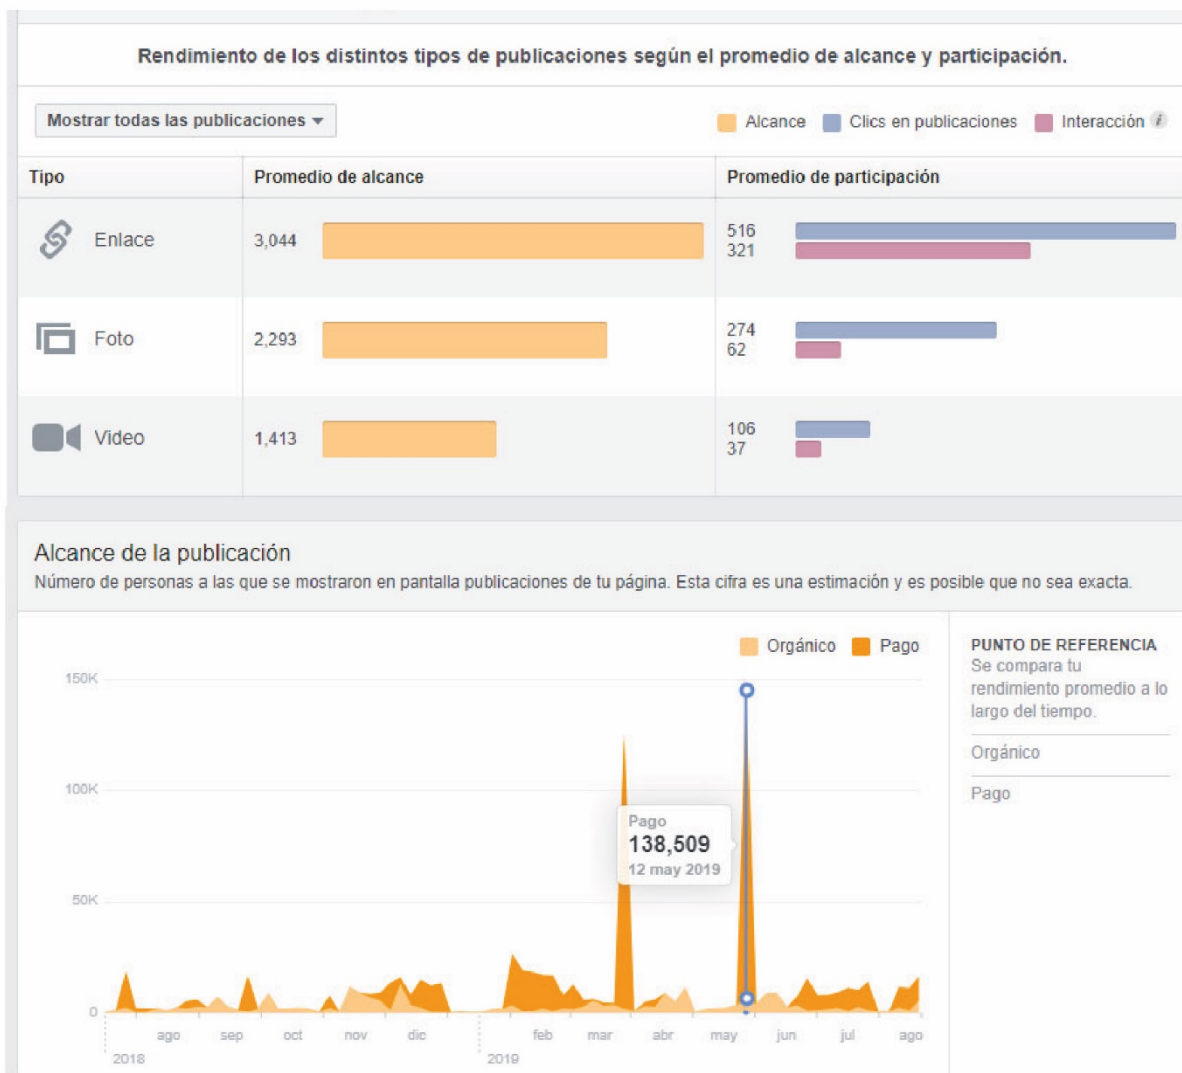 Rendimiento de los distintos tipos de publicaciones según el promedio de alcance y participación.
Mostrar todas las publicaciones
Alcance Clics en publicaciones Interacción i
Tipo Promedio de alcance Promedio de participación
Enlace 3,044 516
321
Foto 2,293 274
62
Video 1,413 106
37
Alcance de la publicación
Número de personas a las que se mostraron en pantalla publicaciones de tu página. Esta cifra es una estimación y es posible que no sea exacta.
Orgánico Pago
150K
100K
50K
0
Pago
138,509
12 may 2019
ago sep oct nov dic feb mar abr may jun jul ago
2018 2019
PUNTO DE REFERENCIA
Se compara tu
rendimiento promedio a lo
largo del tiempo.
Orgánico
Pago